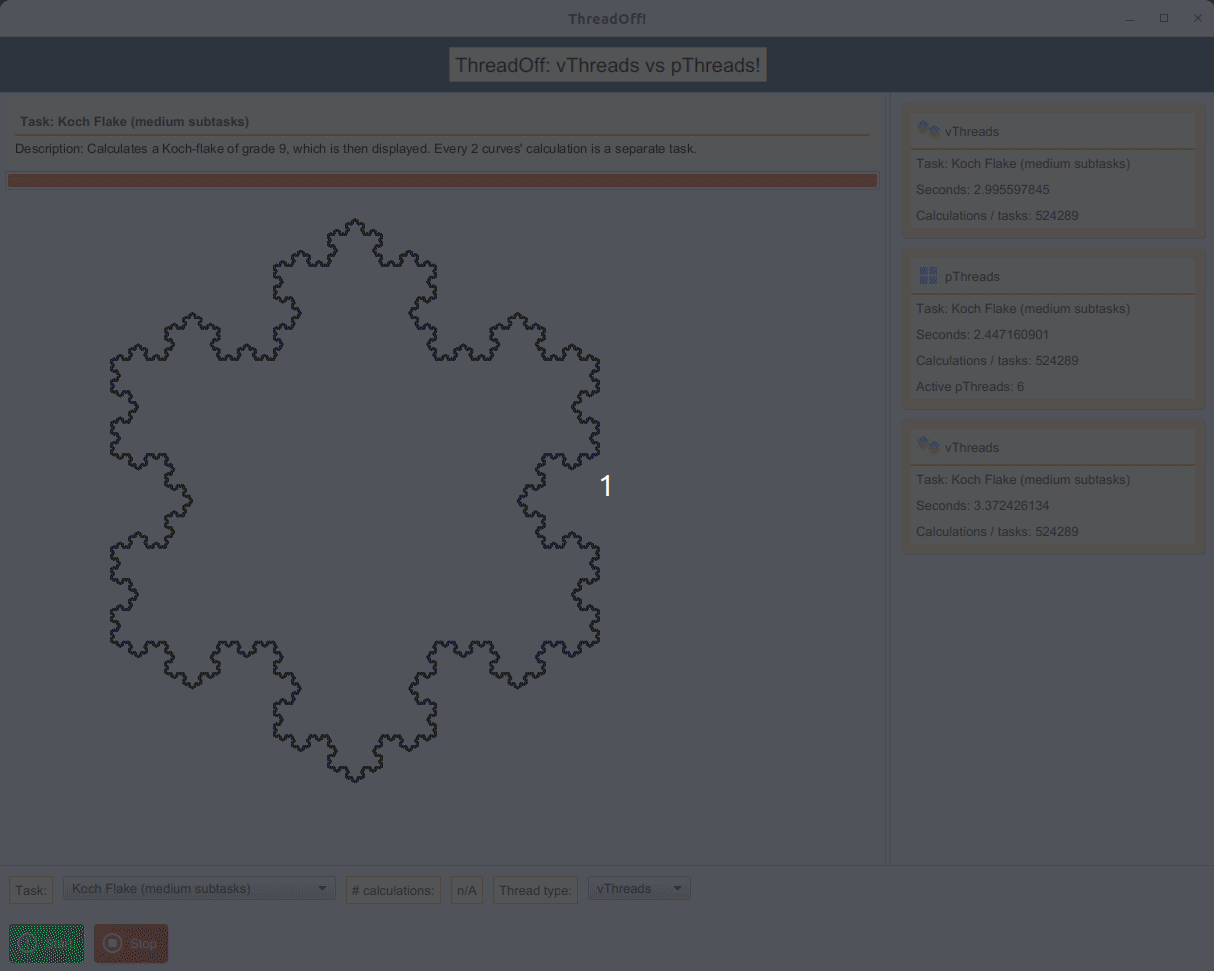 ThreadOff!
ThreadOff: vThreads vs pThreads!
Task: Koch Flake (medium subtasks)
Description: Calculates a Koch-flake of grade 9, which is then displayed. Every 2 curves' calculation is a separate task.
vThreads
Task: Koch Flake (medium subtasks)
Seconds: 2.995597845
Calculations / tasks: 524289
pThreads
Task: Koch Flake (medium subtasks)
Seconds: 2.447160901
Calculations / tasks: 524289
Active pThreads: 6
vThreads
Task: Koch Flake (medium subtasks)
Seconds: 3.372426134
Calculations / tasks: 524289
1
Task: Koch Flake (medium subtasks) # calculations: n/A Thread type: vThreads
Stop